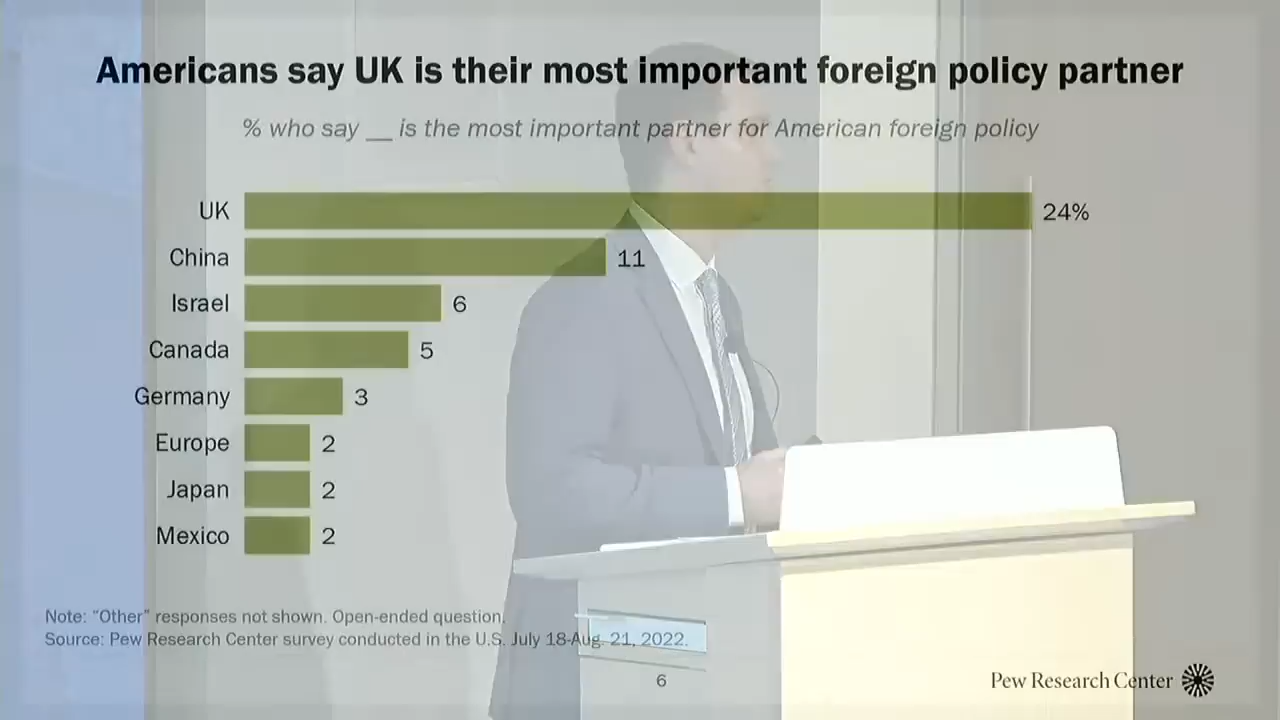 Americans say UK is their most important foreign policy partner
% who say __ is the most important partner for American foreign policy
UK 24%
China 11
Israel 6
Canada 5
Germany 3
Europe 2
Japan 2
Mexico 2
Note: “Other” responses not shown. Open-ended question.
Source: Pew Research Center survey conducted in the U.S. July 18-Aug. 21, 2022.
6
Pew Research Center